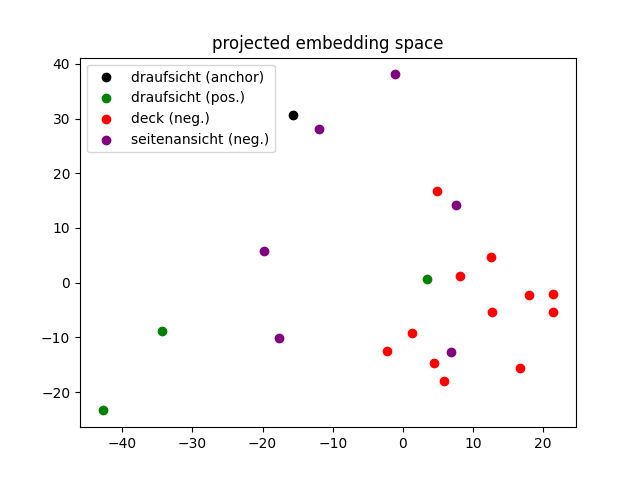 projected embedding space
draufsicht (anchor)
draufsicht (pos.)
deck (neg.)
seitenansicht (neg.)
40
30
20
10
0
−10
−20
−40 −30 −20 −10 0 10 20